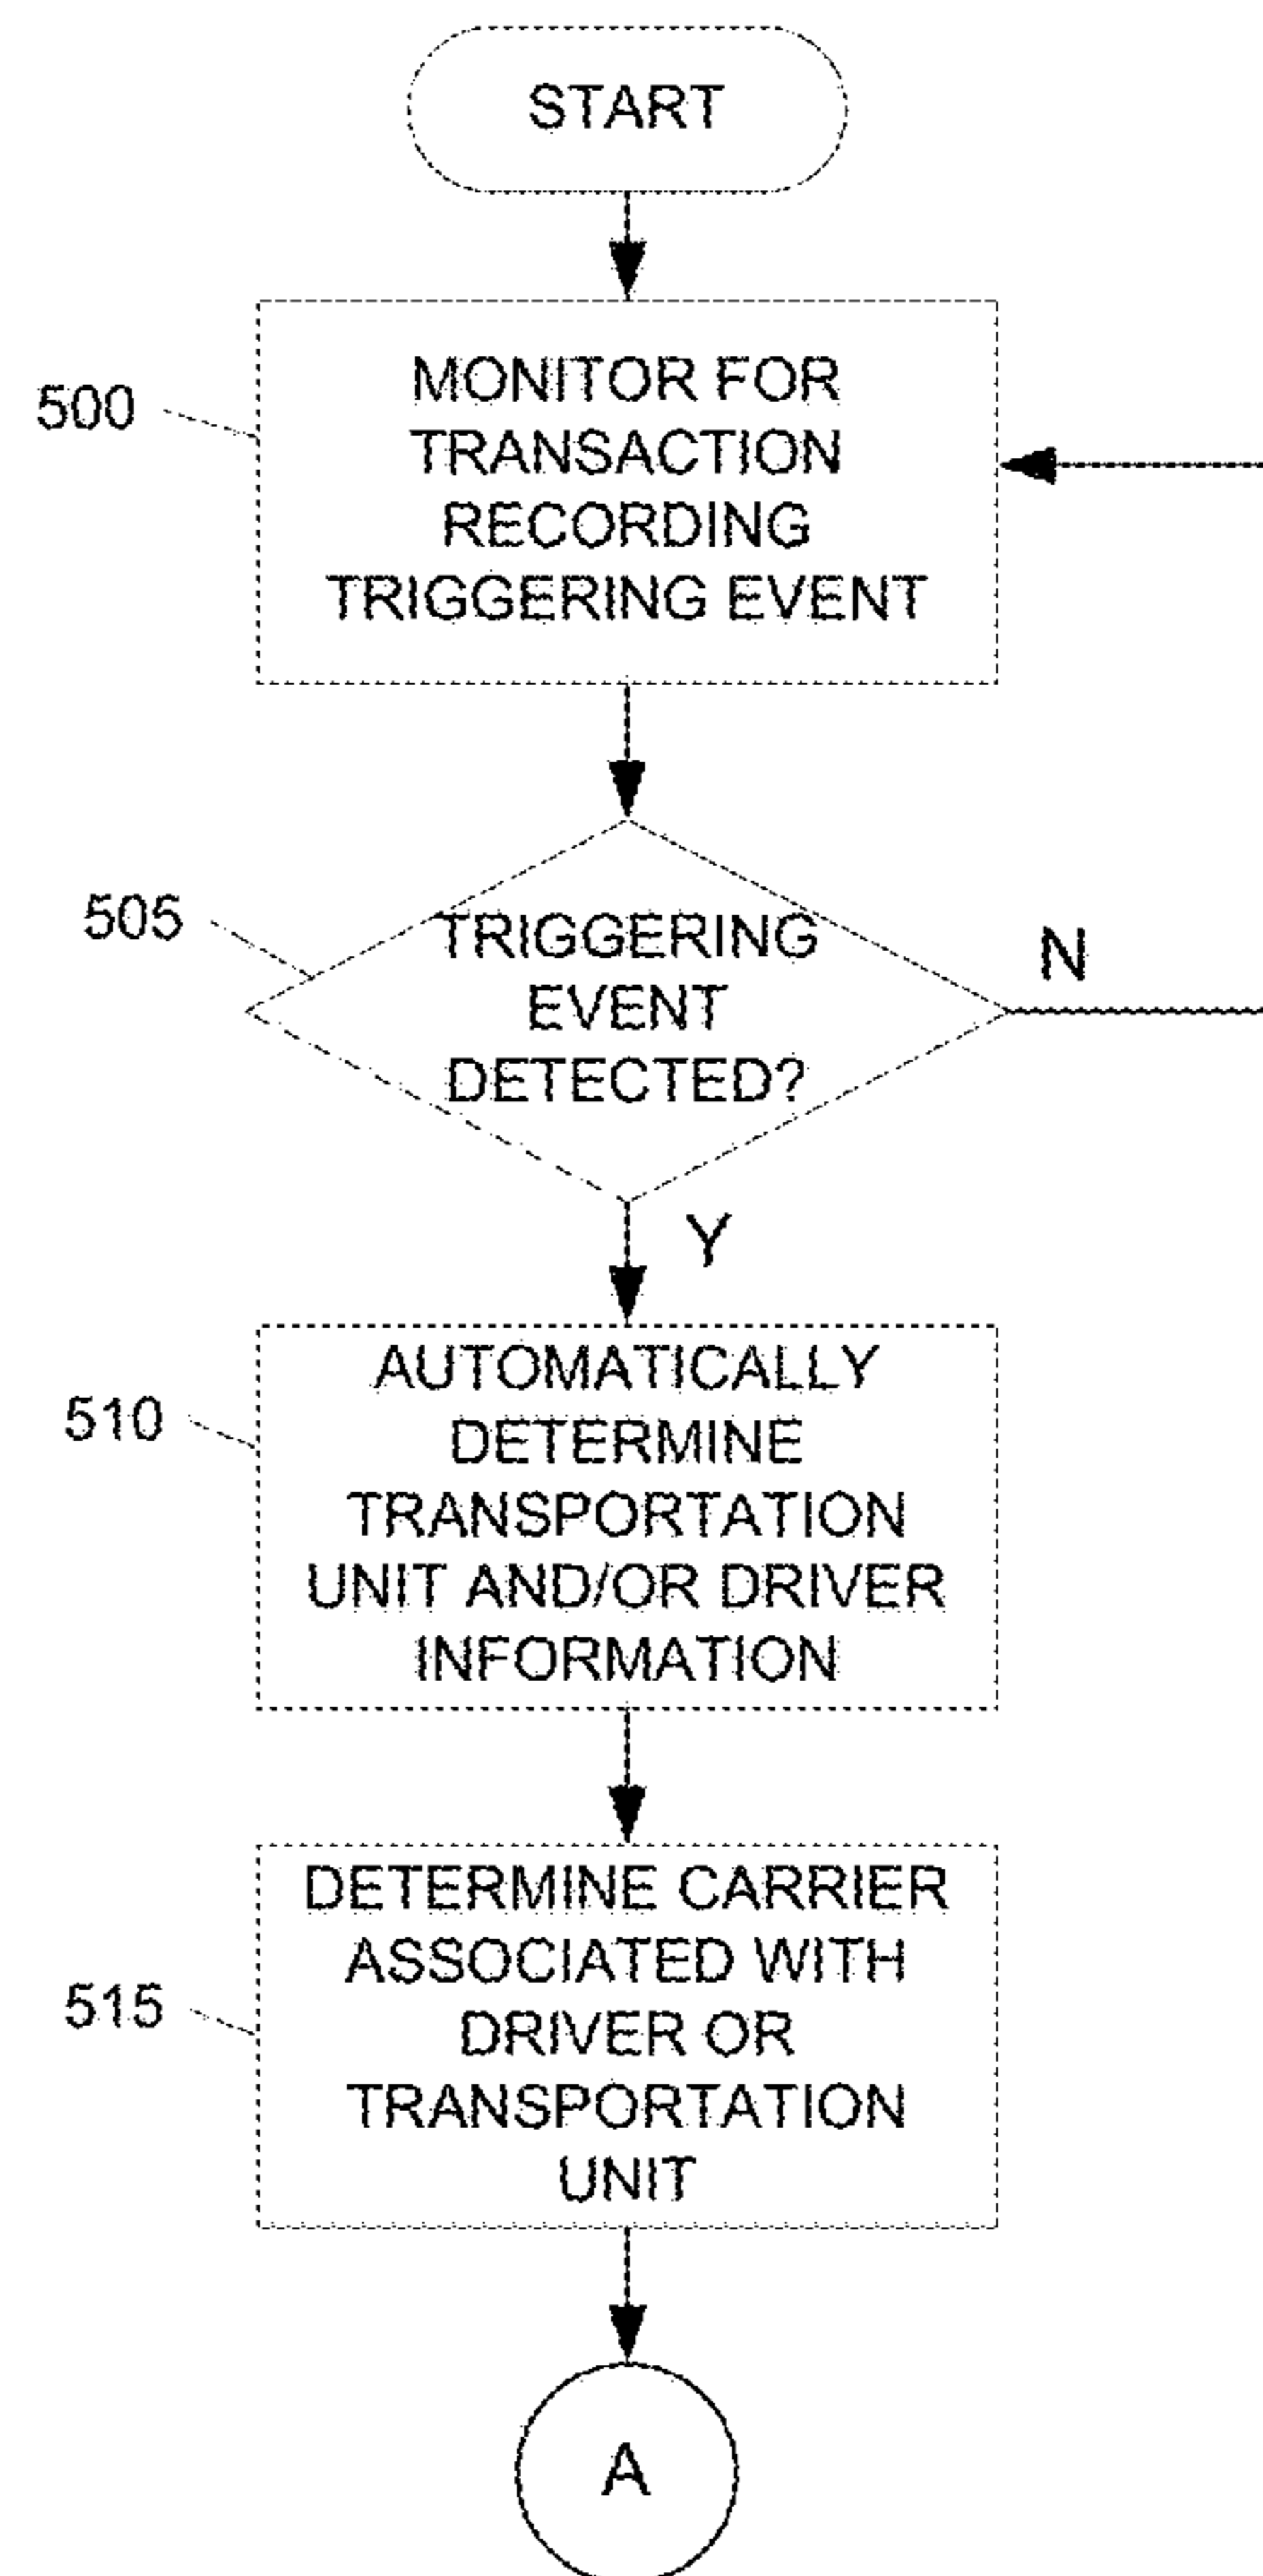 START
500
MONITOR FOR
TRANSACTION
RECORDING
TRIGGERING EVENT
505
TRIGGERING
EVENT
DETECTED?
N
Y
510
AUTOMATICALLY
DETERMINE
TRANSPORTATION
UNIT AND/OR DRIVER
INFORMATION
515
DETERMINE CARRIER
ASSOCIATED WITH
DRIVER OR
TRANSPORTATION
UNIT
A